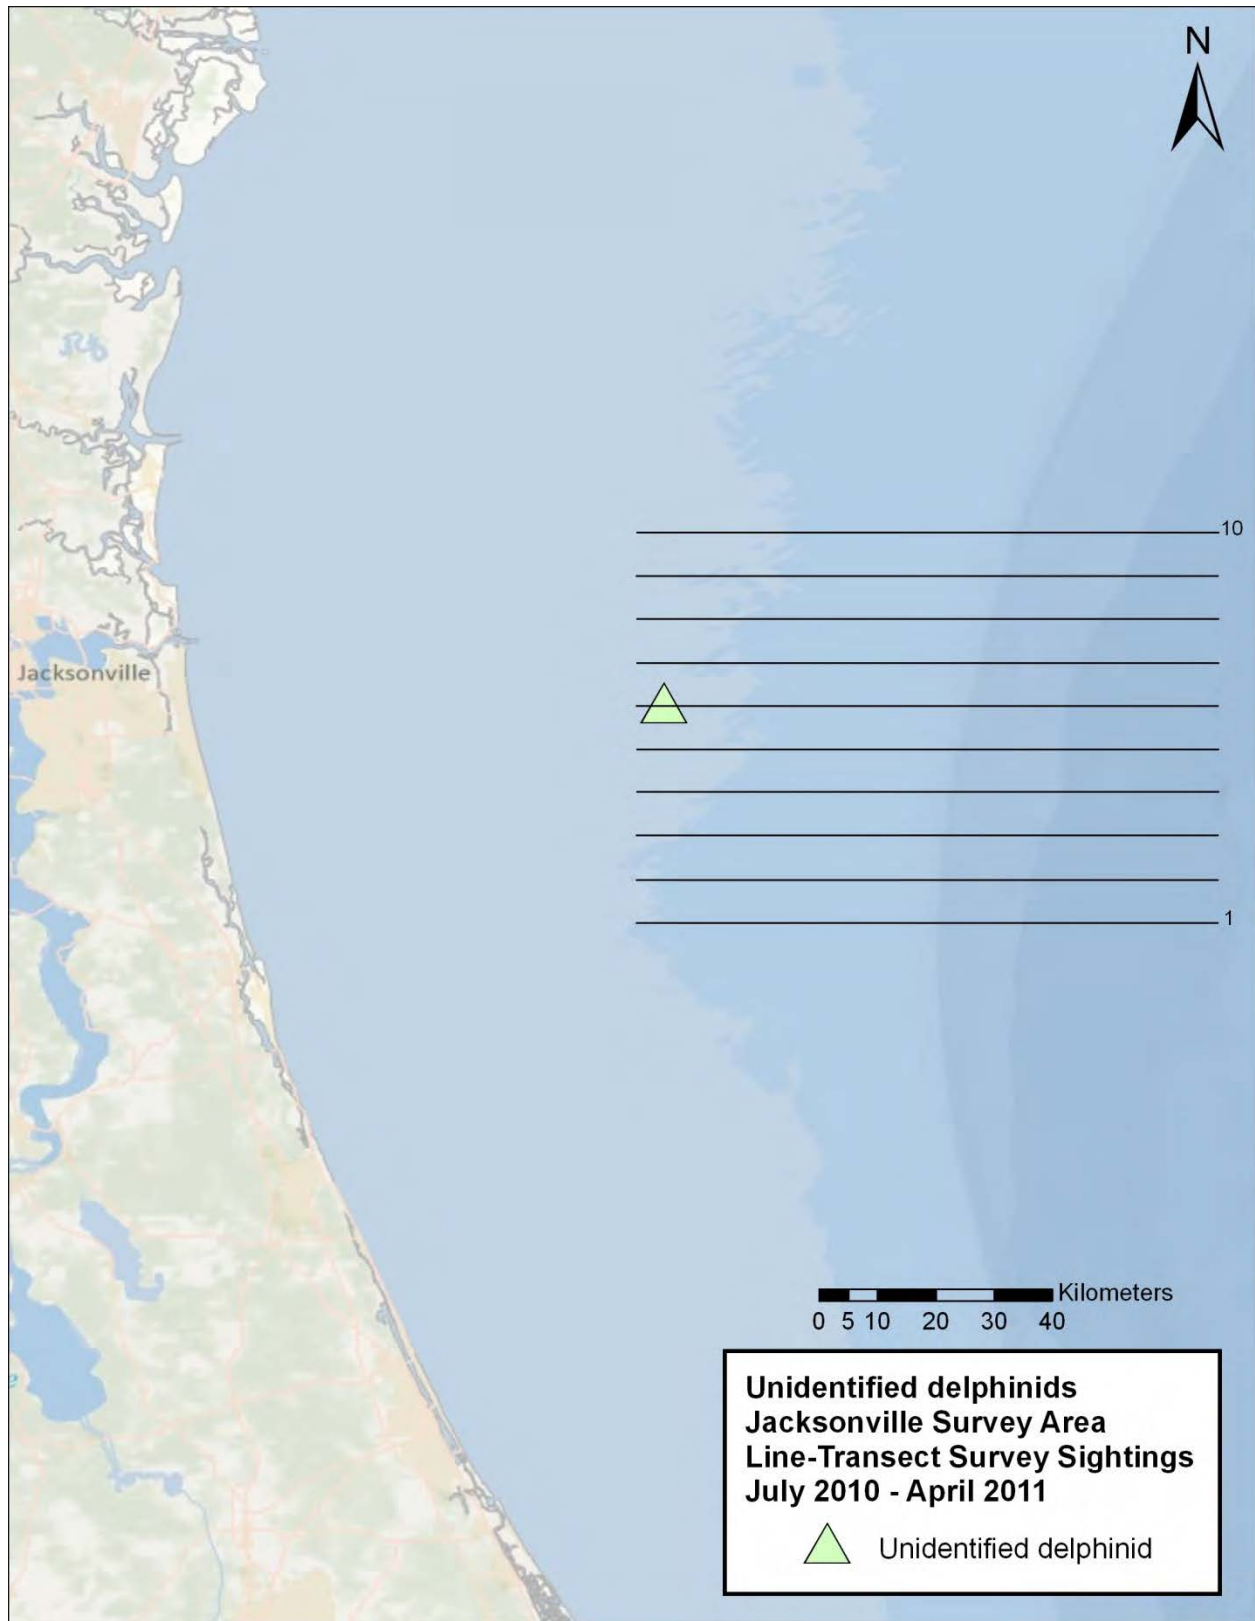 N
10
Jacksonville
1
Kilometers
0 5 10 20 30 40
Unidentified delphinids
Jacksonville Survey Area
Line-Transect Survey Sightings
July 2010 - April 2011
Unidentified delphinid